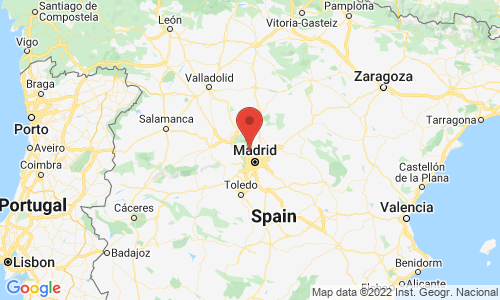 Santiago de
Compostela
León
Vitoria-Gasteiz
Pamplona
Vigo
Braga
Valladolid
Zaragoza
Porto
Salamanca
Tarragona
Aveiro
Madrid
Coimbra
Castellón
de la Plana
Toledo
Portugal
Cáceres
Spain
Valencia
Badajoz
Lisbon
Benidorm
Alicante
Google
Map data ©2022 Inst. Geogr. Nacional